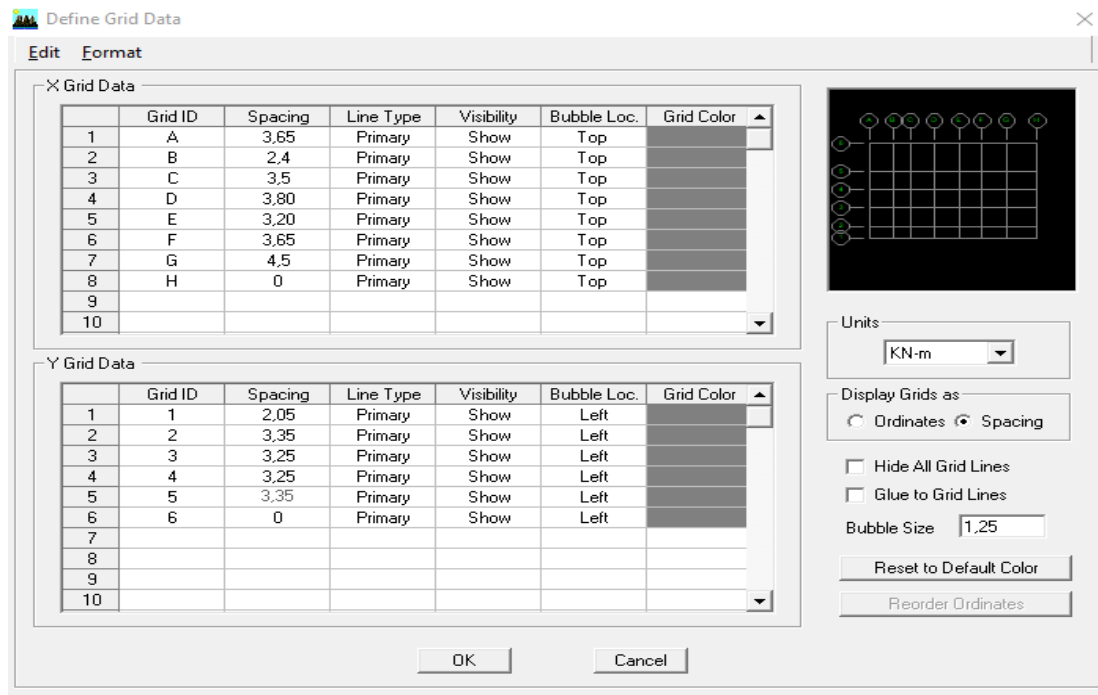 Define Grid Data
Edit Format
X Grid Data
Grid ID Spacing Line Type Visibility Bubble Loc. Grid Color
1 A 3,65 Primary Show Top
2 B 2,4 Primary Show Top
3 C 3,5 Primary Show Top
4 D 3,80 Primary Show Top
5 E 3,20 Primary Show Top
6 F 3,65 Primary Show Top
7 G 4,5 Primary Show Top
8 H 0 Primary Show Top
9
10
Y Grid Data
Grid ID Spacing Line Type Visibility Bubble Loc. Grid Color
1 1 2,05 Primary Show Left
2 2 3,35 Primary Show Left
3 3 3,25 Primary Show Left
4 4 3,25 Primary Show Left
5 5 3,35 Primary Show Left
6 6 0 Primary Show Left
7
8
9
10
Units
KN-m
Display Grids as
Ordinates Spacing
Hide All Grid Lines
Glue to Grid Lines
Bubble Size 1,25
Reset to Default Color
Reorder Ordinates
OK Cancel